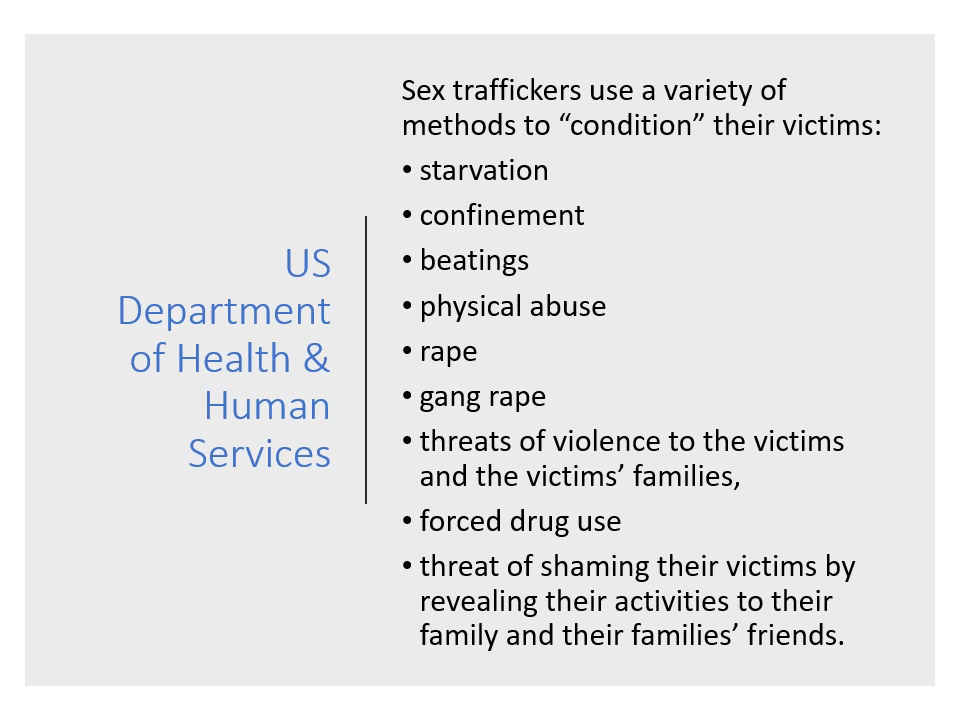 US
Department
of Health &
Human
Services
Sex traffickers use a variety of
methods to “condition” their victims:
• starvation
• confinement
• beatings
• physical abuse
• rape
• gang rape
• threats of violence to the victims
and the victims’ families,
• forced drug use
• threat of shaming their victims by
revealing their activities to their
family and their families’ friends.